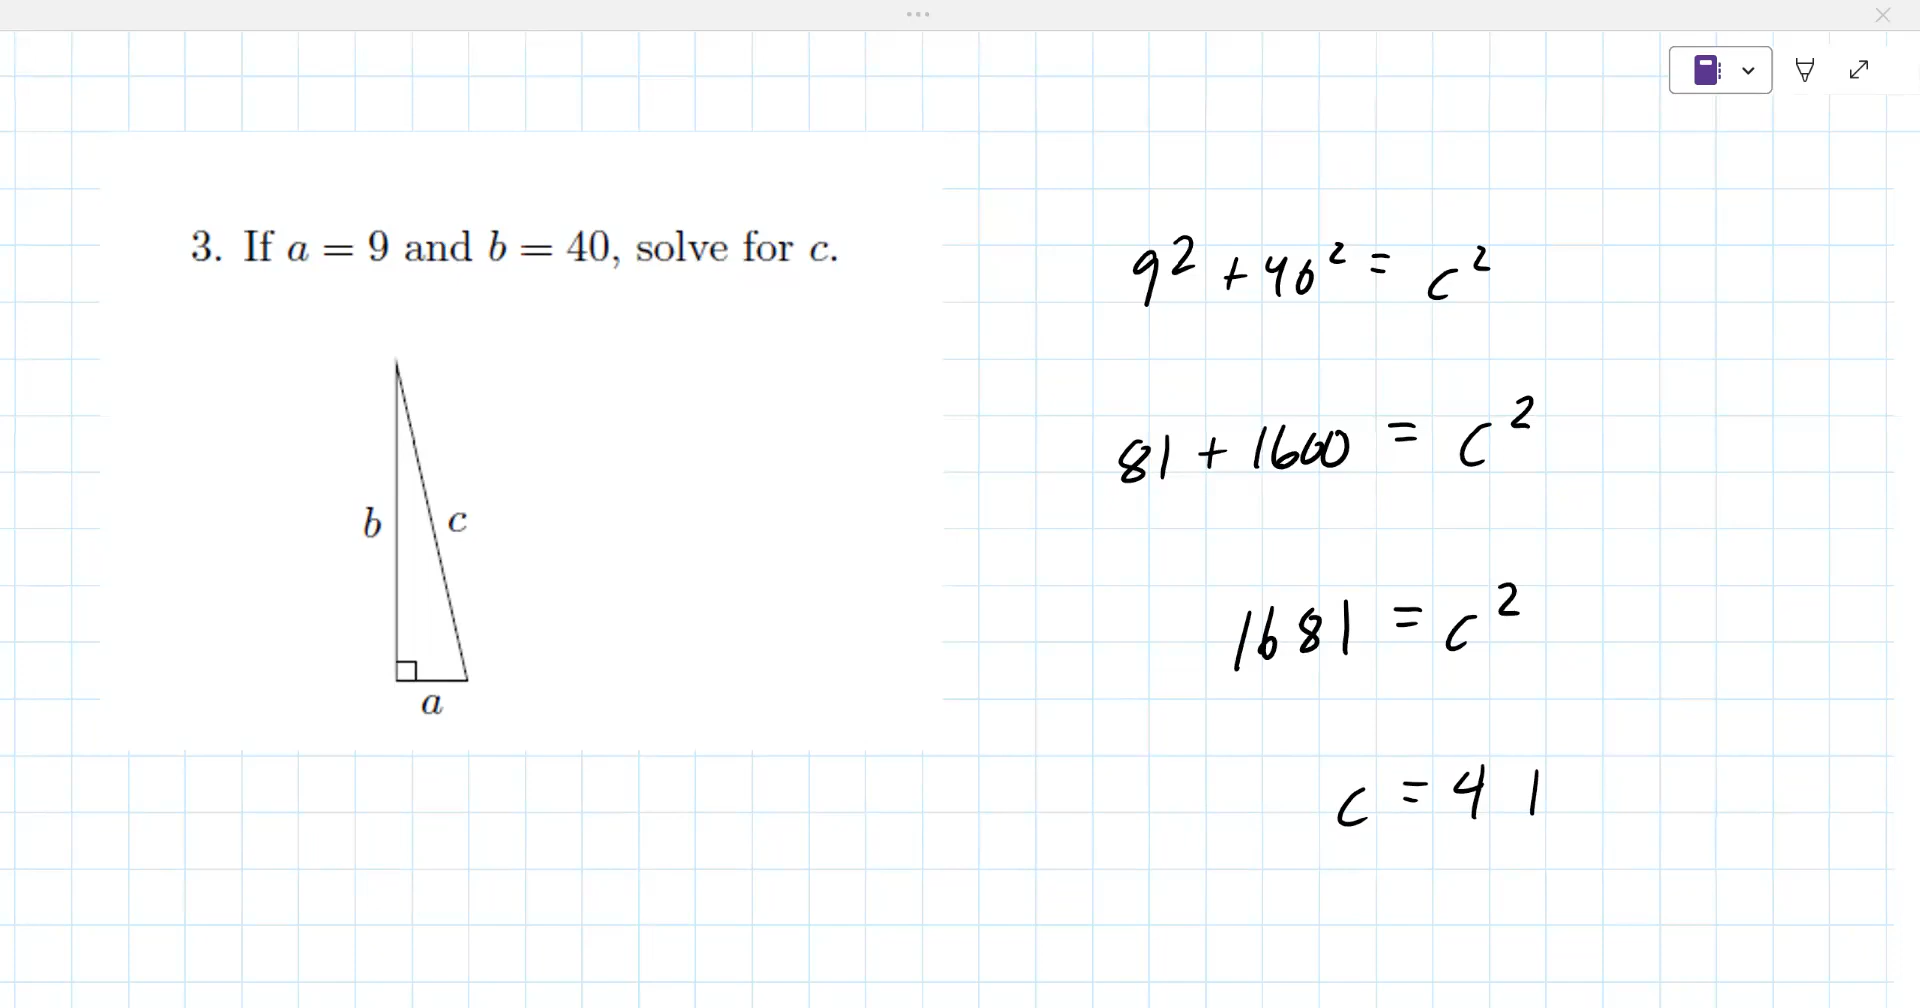 3. If a = 9 and b = 40, solve for c.
b
c
a
9² + 40² = c²
81 + 1600 = c²
1681 = c²
c = 41